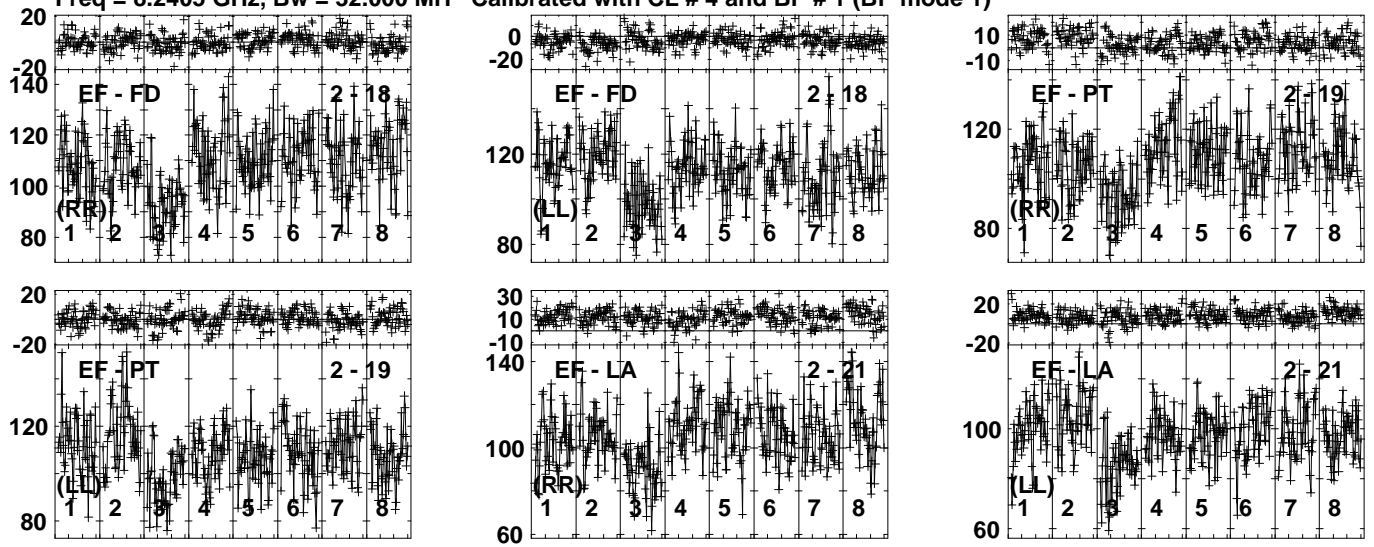 Freq = 8.2405 GHz, Bw = 32.000 MH Calibrated with CL # 4 and BP # 1 (BP mode 1)
20
-20
140
120
100
80
EF - FD 2 - 18
(RR)
1 2 3 4 5 6 7 8
0
-20
120
80
EF - FD 2 - 18
(LL)
1 2 3 4 5 6 7 8
10
-10
120
80
EF - PT 2 - 19
(RR)
1 2 3 4 5 6 7 8
20
-20
120
80
EF - PT 2 - 19
(LL)
1 2 3 4 5 6 7 8
30
10
-10
140
100
60
EF - LA 2 - 21
(RR)
1 2 3 4 5 6 7 8
20
-20
100
60
EF - LA 2 - 21
(LL)
1 2 3 4 5 6 7 8